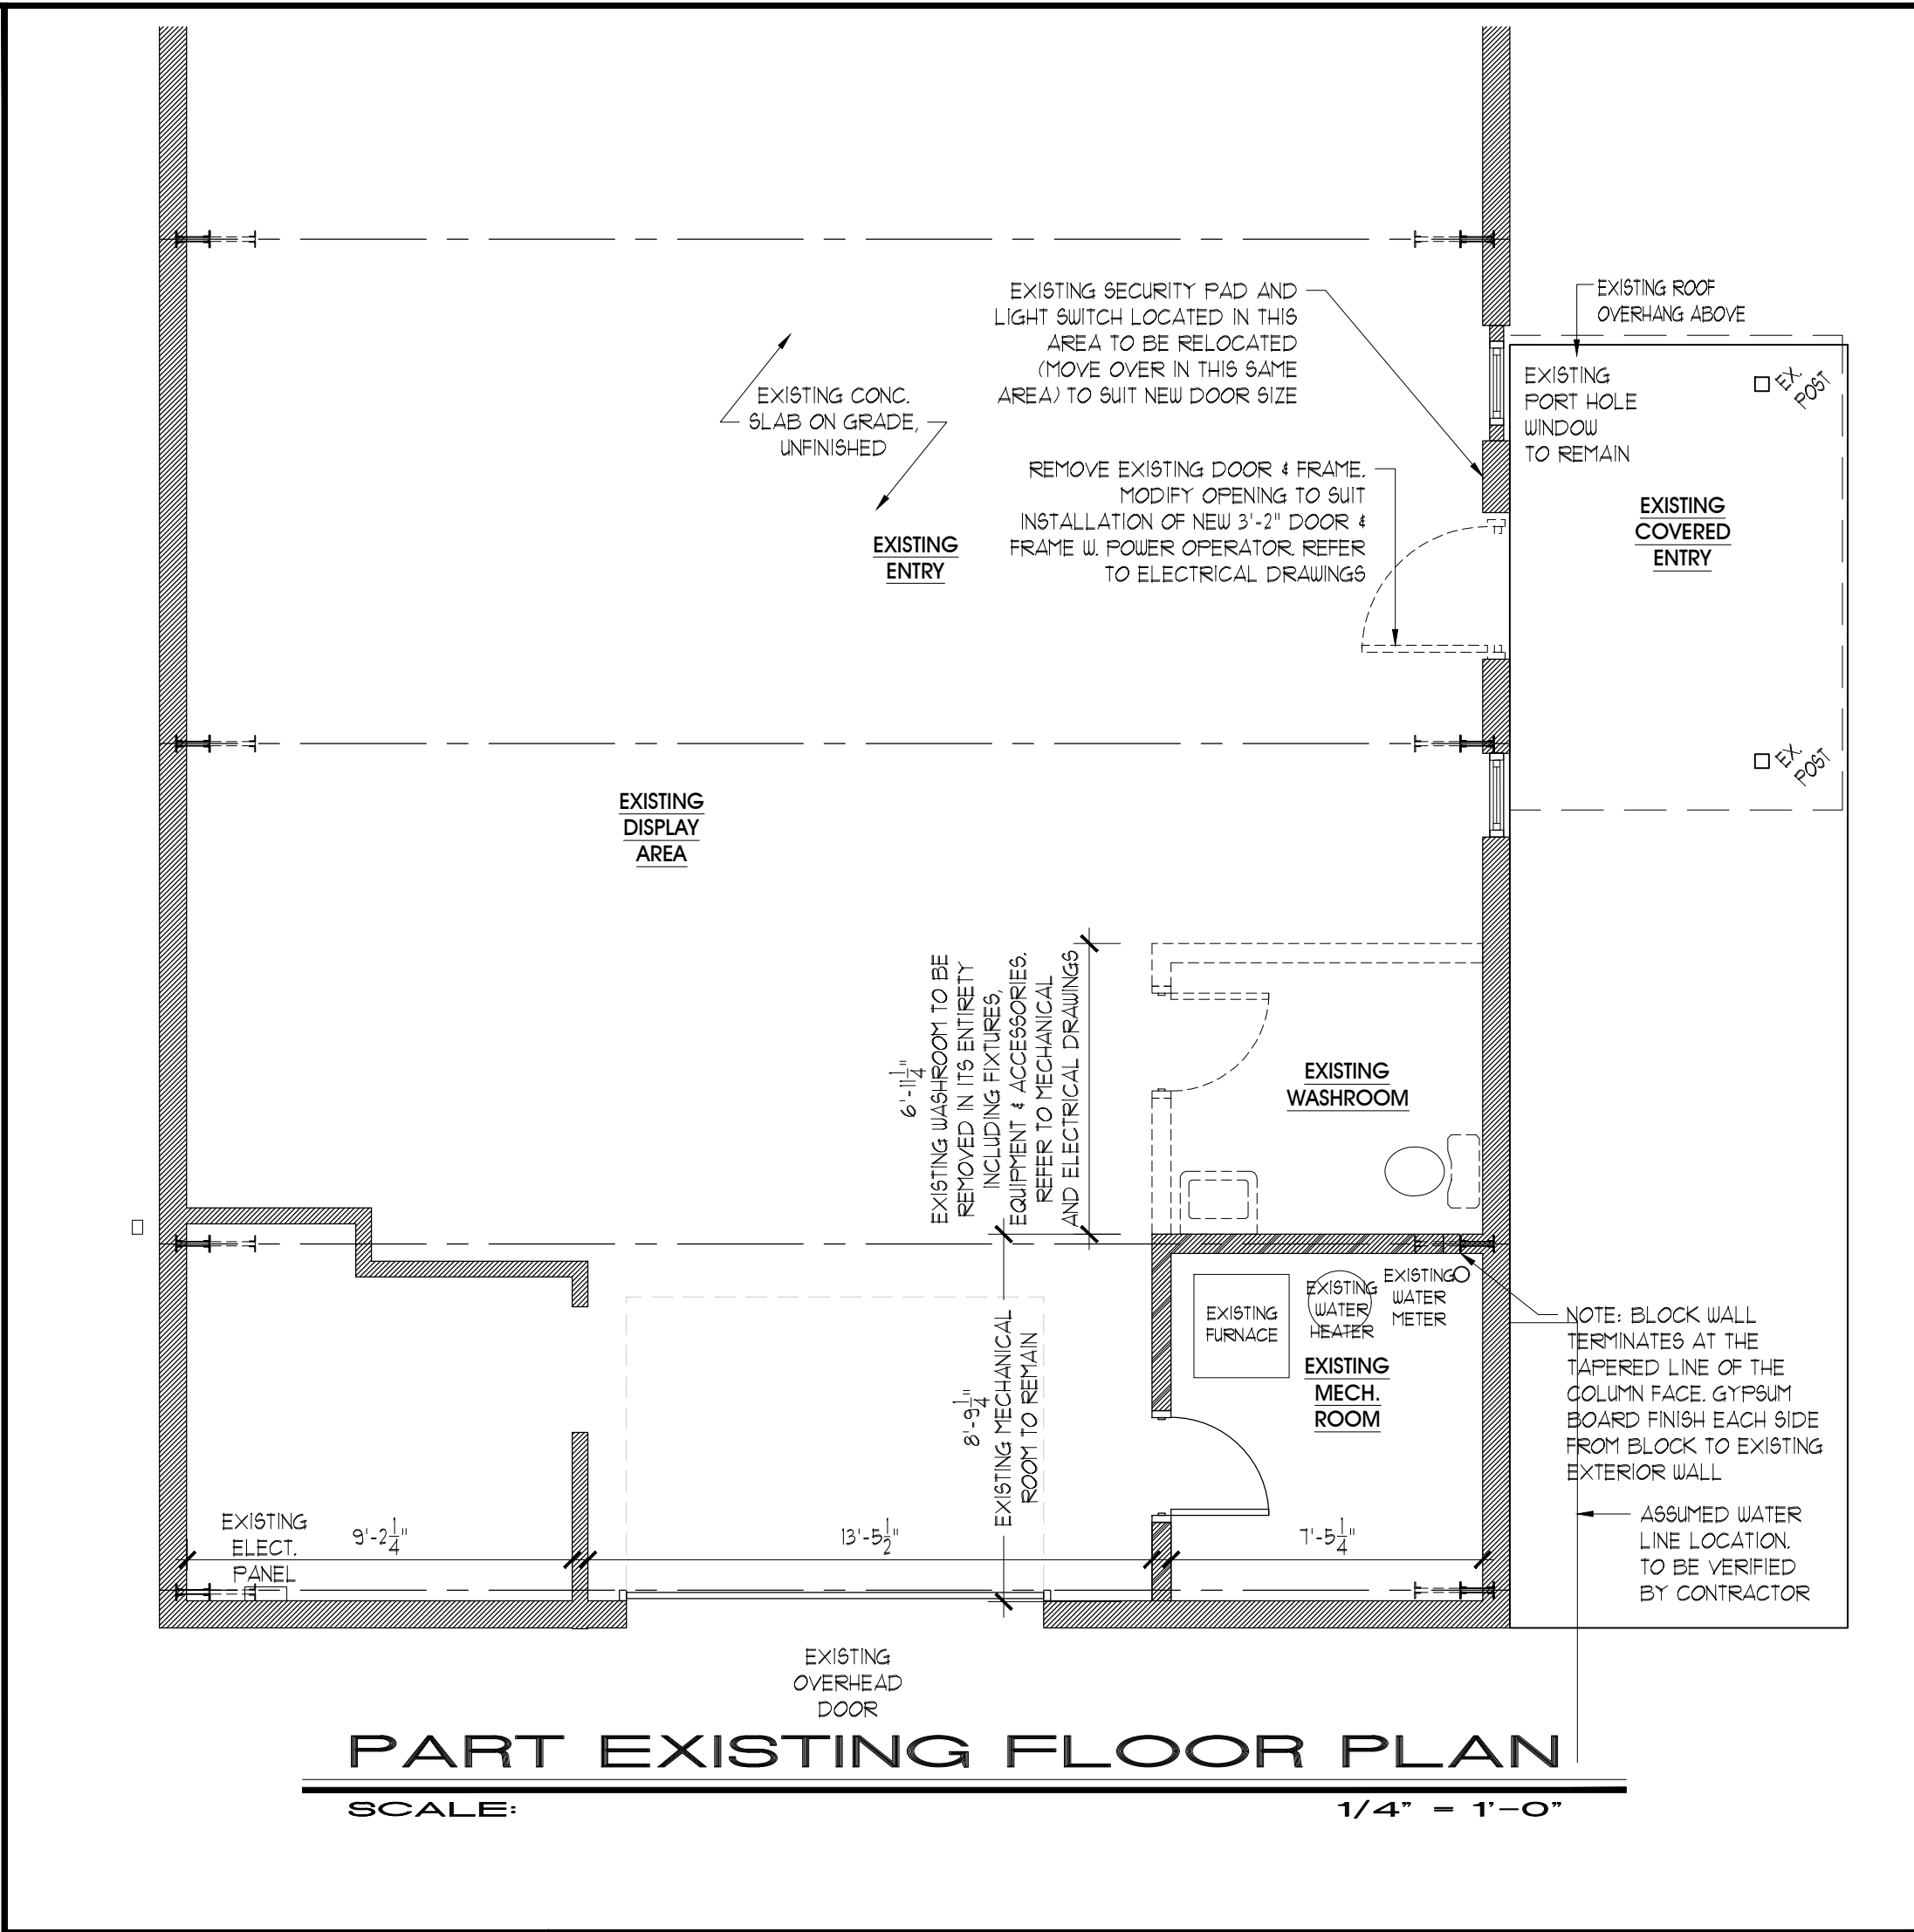 EXISTING SECURITY PAD AND
LIGHT SWITCH LOCATED IN THIS
AREA TO BE RELOCATED
(MOVE OVER IN THIS SAME
AREA) TO SUIT NEW DOOR SIZE
EXISTING ROOF
OVERHANG ABOVE
EXISTING
PORT HOLE
WINDOW
TO REMAIN
EX.
POST
EXISTING CONC.
SLAB ON GRADE,
UNFINISHED
REMOVE EXISTING DOOR & FRAME.
MODIFY OPENING TO SUIT
INSTALLATION OF NEW 3'-2" DOOR &
FRAME W. POWER OPERATOR. REFER
TO ELECTRICAL DRAWINGS
EXISTING
ENTRY
EXISTING
COVERED
ENTRY
EX.
POST
EXISTING
DISPLAY
AREA
6'-11 1/4"
EXISTING WASHROOM TO BE
REMOVED IN ITS ENTIRETY
INCLUDING FIXTURES,
EQUIPMENT & ACCESSORIES.
REFER TO MECHANICAL
AND ELECTRICAL DRAWINGS
EXISTING
WASHROOM
EXISTING
FURNACE
EXISTING
WATER
HEATER
EXISTING
WATER
METER
EXISTING
MECH.
ROOM
8'-9 1/4"
EXISTING MECHANICAL
ROOM TO REMAIN
NOTE: BLOCK WALL
TERMINATES AT THE
TAPERED LINE OF THE
COLUMN FACE. GYPSUM
BOARD FINISH EACH SIDE
FROM BLOCK TO EXISTING
EXTERIOR WALL
ASSUMED WATER
LINE LOCATION.
TO BE VERIFIED
BY CONTRACTOR
EXISTING
ELECT.
PANEL
9'-2 1/4"
13'-5 1/2"
7'-5 1/4"
EXISTING
OVERHEAD
DOOR
PART EXISTING FLOOR PLAN
SCALE: 1/4" = 1'-0"